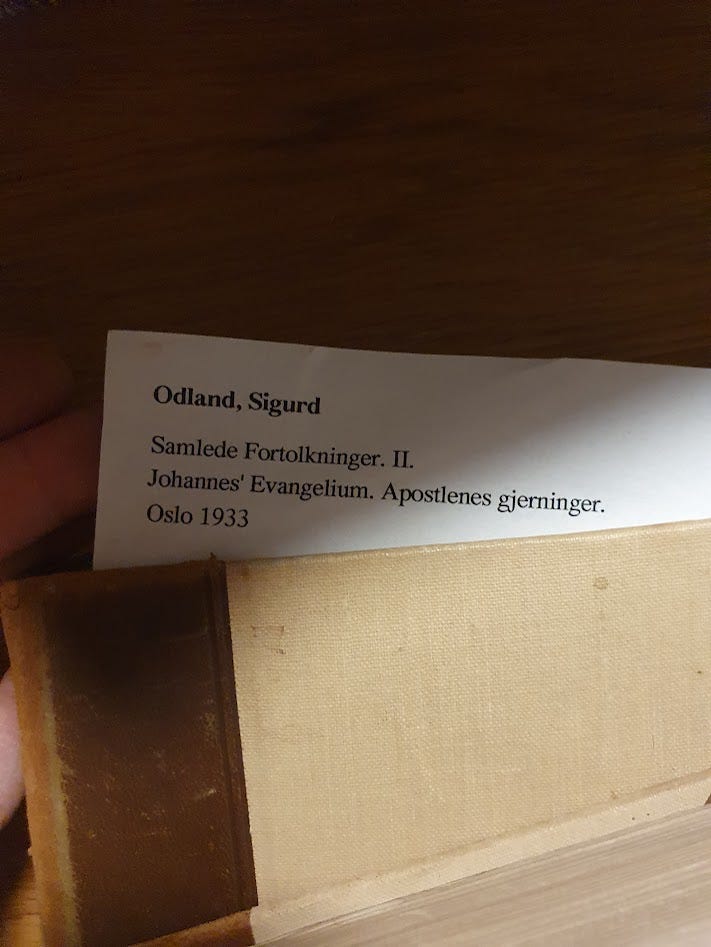 Odland, Sigurd
Samlede Fortolkninger. II.
Johannes' Evangelium. Apostlenes gjerninger.
Oslo 1933